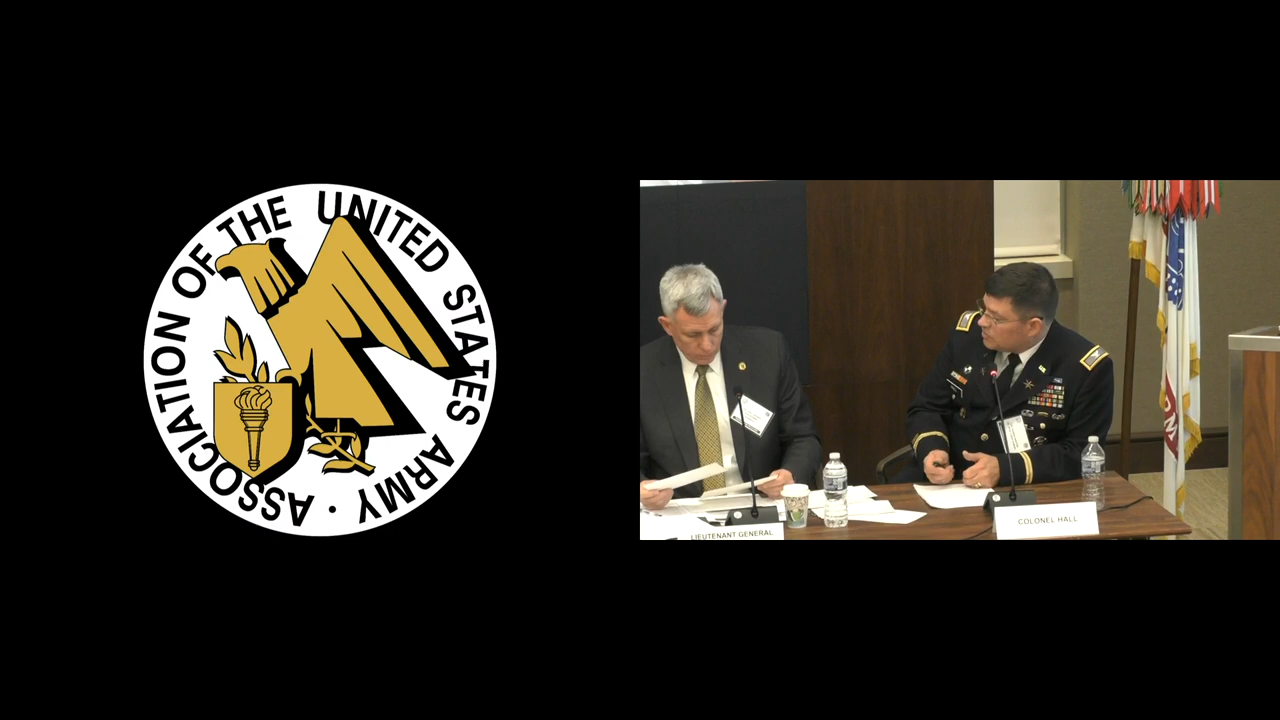 ASSOCIATION OF THE UNITED STATES ARMY ·
LIEUTENANT GENERAL
COLONEL HALL